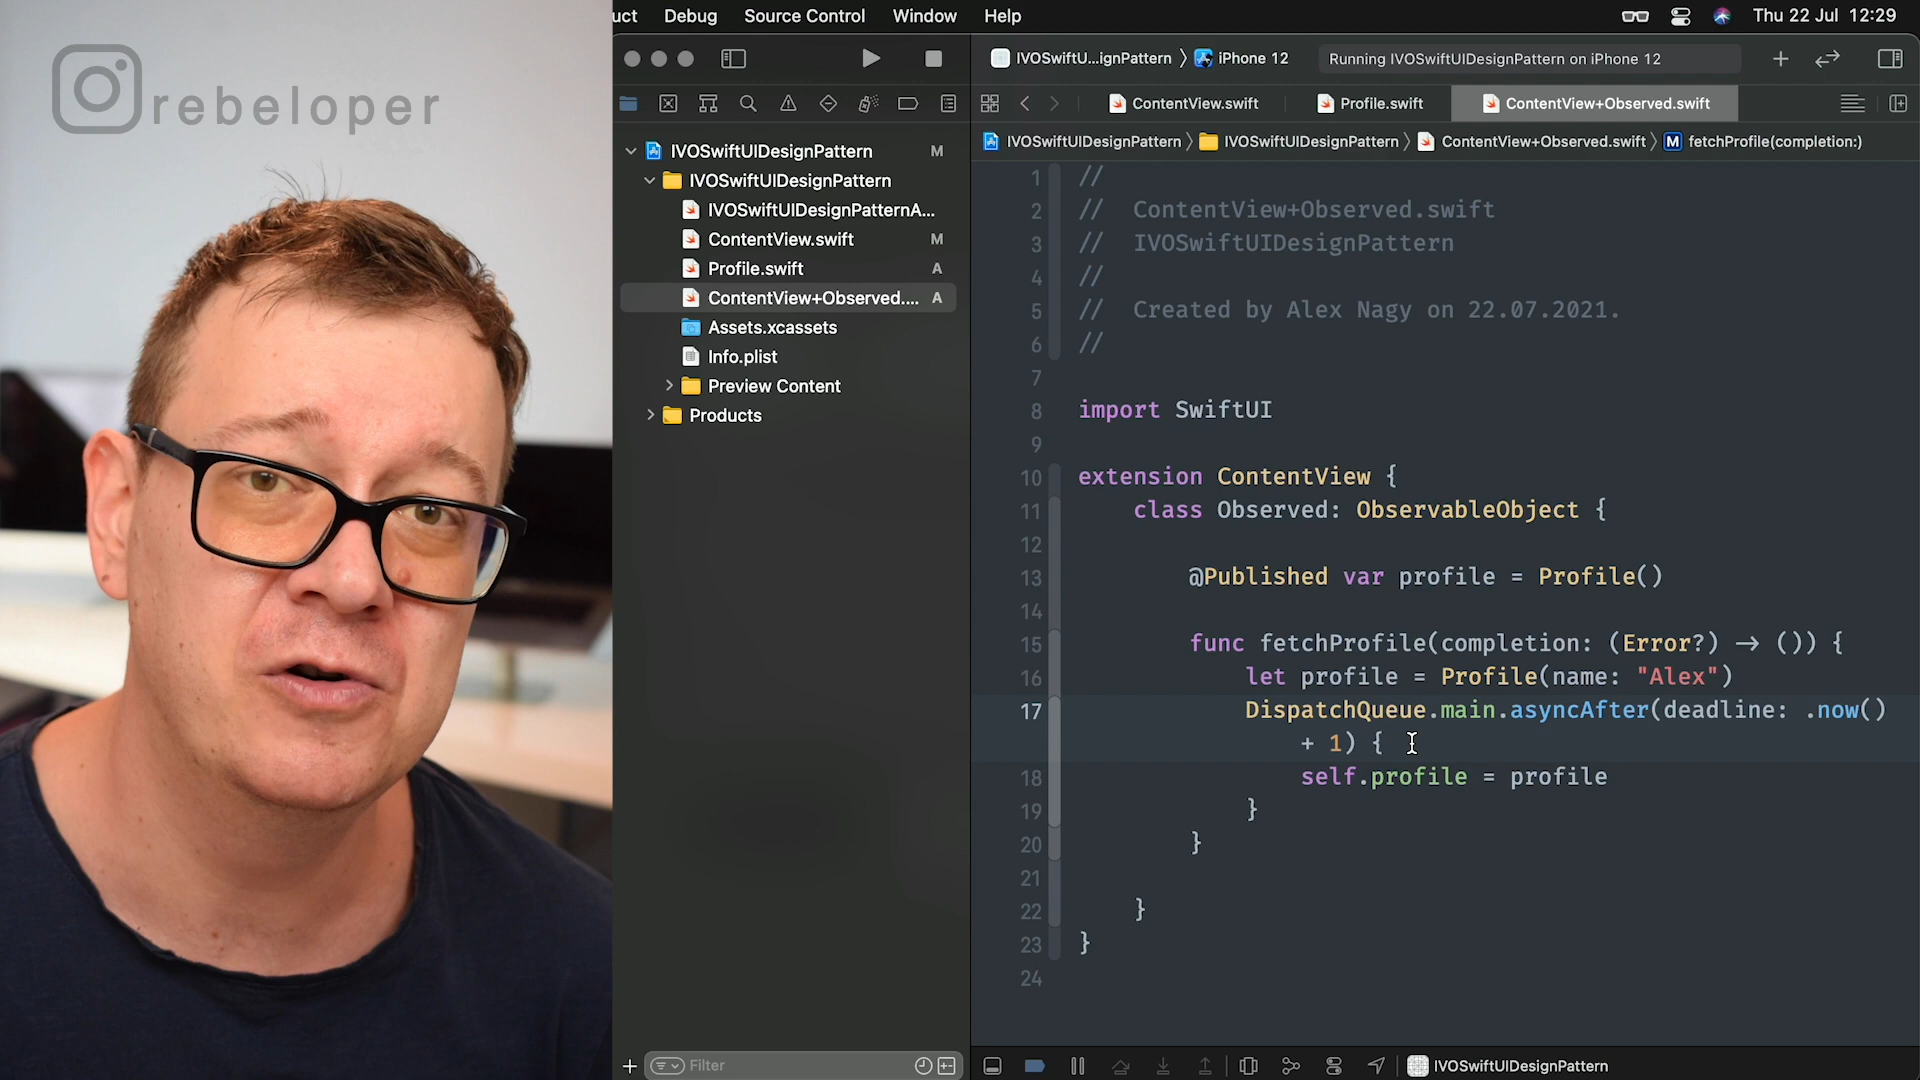 rebeloper
uct Debug Source Control Window Help Thu 22 Jul 12:29
IVOSwiftU...ignPattern 〉 iPhone 12 Running IVOSwiftUIDesignPattern on iPhone 12
ContentView.swift Profile.swift ContentView+Observed.swift
IVOSwiftUIDesignPattern 〉 IVOSwiftUIDesignPattern 〉 ContentView+Observed.swift 〉 M fetchProfile(completion:)
IVOSwiftUIDesignPattern M
IVOSwiftUIDesignPattern
IVOSwiftUIDesignPatternA...
ContentView.swift M
Profile.swift A
ContentView+Observed.... A
Assets.xcassets
Info.plist
Preview Content
Products
Filter
1 //
2 // ContentView+Observed.swift
3 // IVOSwiftUIDesignPattern
4 //
5 // Created by Alex Nagy on 22.07.2021.
6 //
7
8 import SwiftUI
9
10 extension ContentView {
11 class Observed: ObservableObject {
12
13 @Published var profile = Profile()
14
15 func fetchProfile(completion: (Error?) → ()) {
16 let profile = Profile(name: "Alex")
17 DispatchQueue.main.asyncAfter(deadline: .now()
+ 1) {
18 self.profile = profile
19 }
20 }
21
22 }
23 }
24
IVOSwiftUIDesignPattern